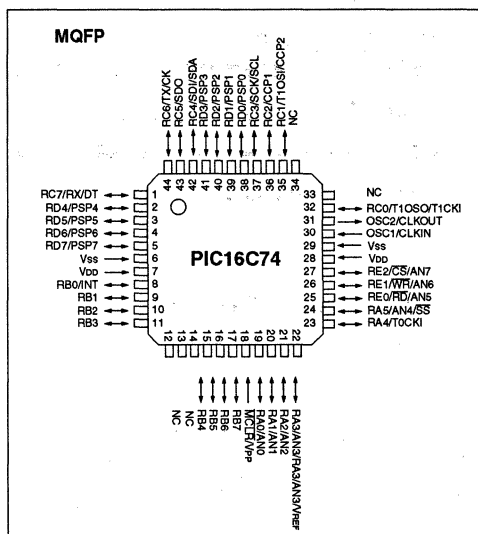 MQFP
RC6/TX/CK
RC5/SDO
RC4/SDI/SDA
RD3/PSP3
RD2/PSP2
RD1/PSP1
RD0/PSP0
RC3/SCK/SCL
RC2/CCP1
RC1/T1OSI/CCP2
NC
44 43 42 41 40 39 38 37 36 35 34
RC7/RX/DT 1
RD4/PSP4 2
RD5/PSP5 3
RD6/PSP6 4
RD7/PSP7 5
VSS 6
VDD 7
RB0/INT 8
RB1 9
RB2 10
RB3 11
PIC16C74
33 NC
32 RC0/T1OSO/T1CKI
31 OSC2/CLKOUT
30 OSC1/CLKIN
29 VSS
28 VDD
27 RE2/CS/AN7
26 RE1/WR/AN6
25 RE0/RD/AN5
24 RA5/AN4/SS
23 RA4/T0CKI
12 13 14 15 16 17 18 19 20 21 22
NC
NC
RB4
RB5
RB6
RB7
MCLR/VPP
RA0/AN0
RA1/AN1
RA2/AN2
RA3/AN3/RA3/AN3/VREF